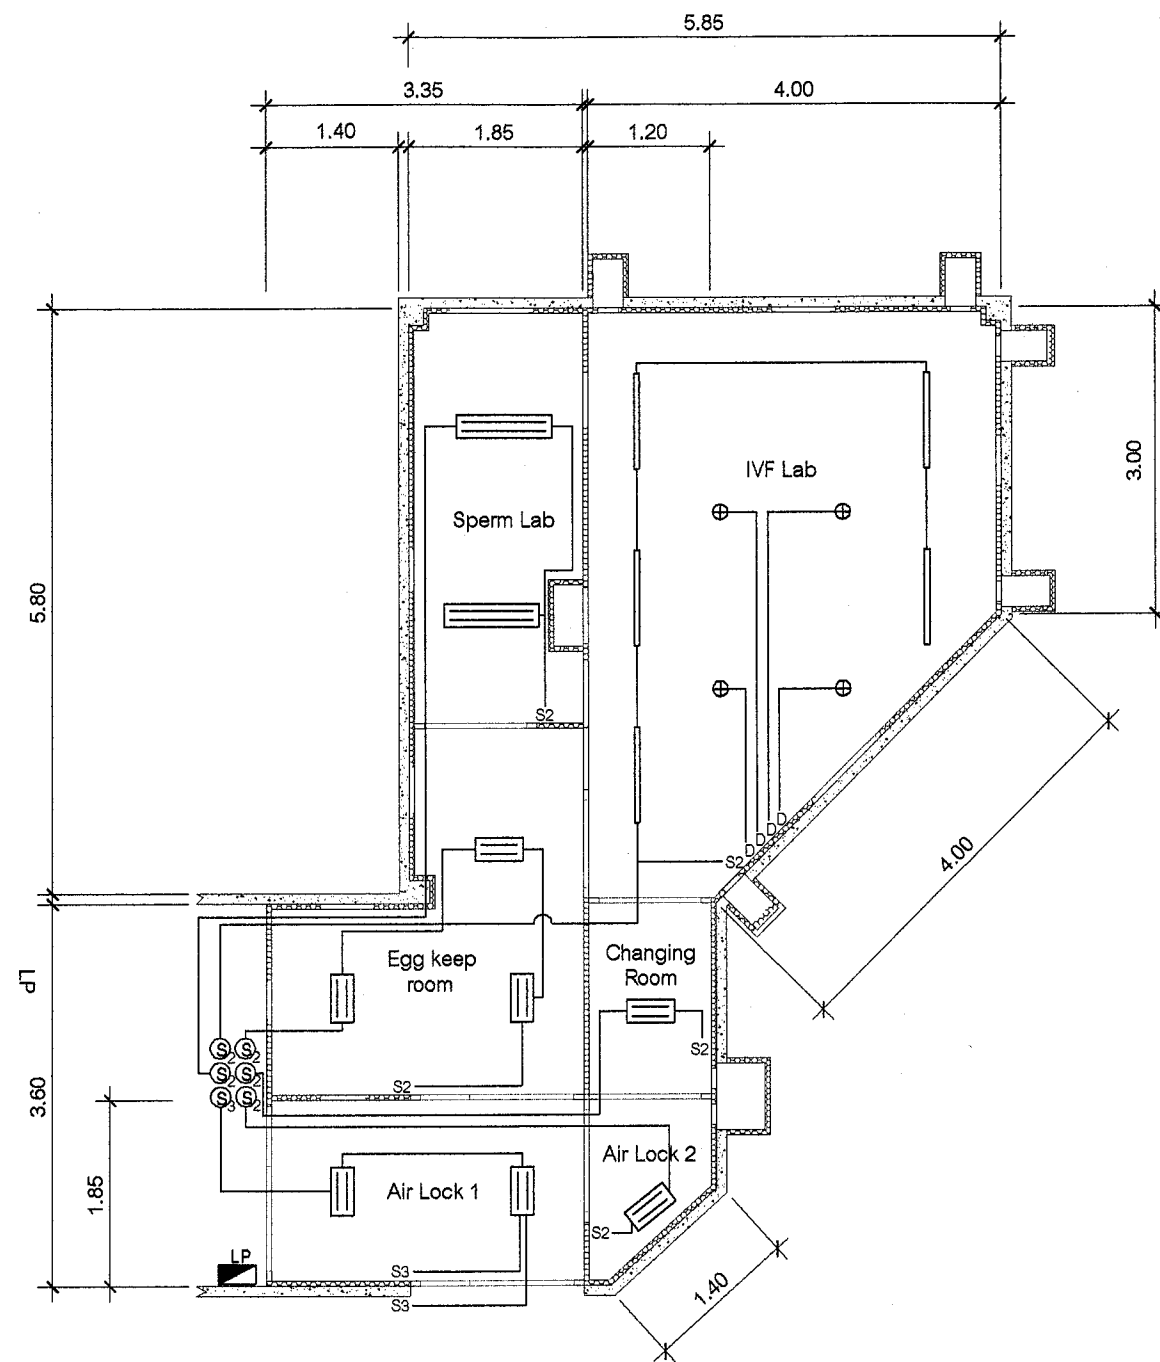 5.85
3.35
4.00
1.40
1.85
1.20
IVF Lab
3.00
Sperm Lab
5.80
S2
D
D
D
D
S2
4.00
Egg keep
room
Changing
Room
LP
S2
S2
S2
S2
S2
S2
S3
S2
3.60
Air Lock 2
1.85
Air Lock 1
S2
LP
S3
S3
1.40